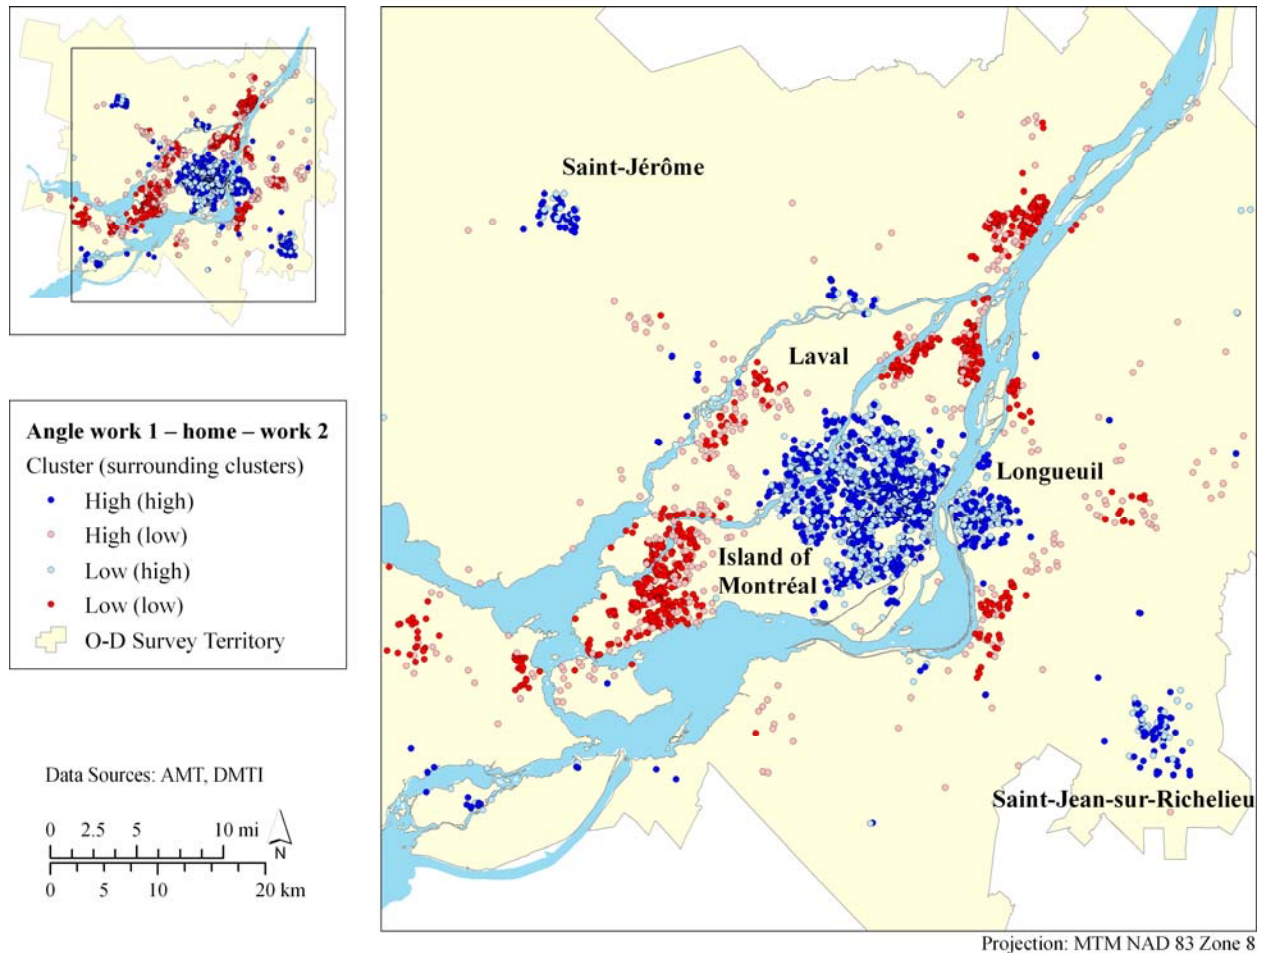 Angle work 1 – home – work 2
Cluster (surrounding clusters)
High (high)
High (low)
Low (high)
Low (low)
O-D Survey Territory
Data Sources: AMT, DMTI
0 2.5 5 10 mi
N
0 5 10 20 km
Saint-Jérôme
Laval
Longueuil
Island of
Montréal
Saint-Jean-sur-Richelieu
Projection: MTM NAD 83 Zone 8